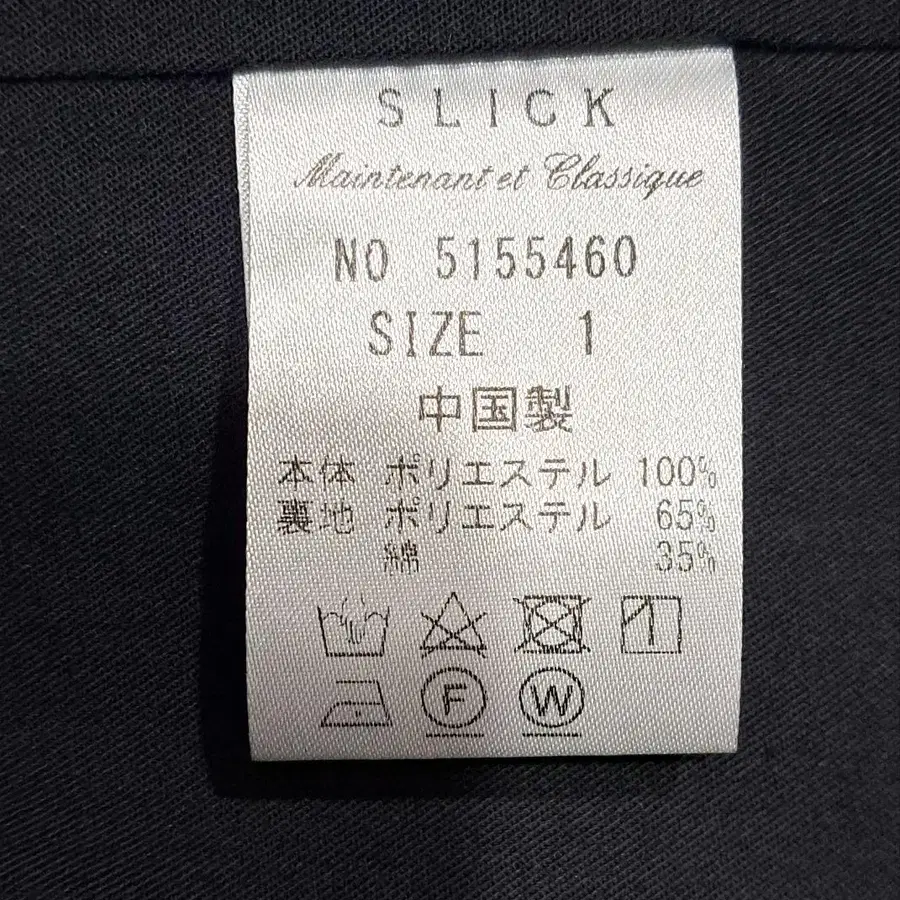 SLICK
Maintenant et Classique
NO 5155460
SIZE 1
中国製
本体 ポリエステル 100%
裏地 ポリエステル 65%
綿 35%
F W